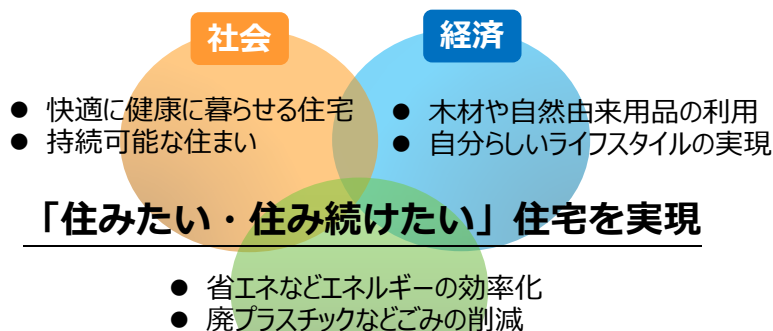 社会
経済
● 快適に健康に暮らせる住宅
● 持続可能な住まい
● 木材や自然由来用品の利用
● 自分らしいライフスタイルの実現
「住みたい・住み続けたい」住宅を実現
● 省エネなどエネルギーの効率化
● 廃プラスチックなどごみの削減